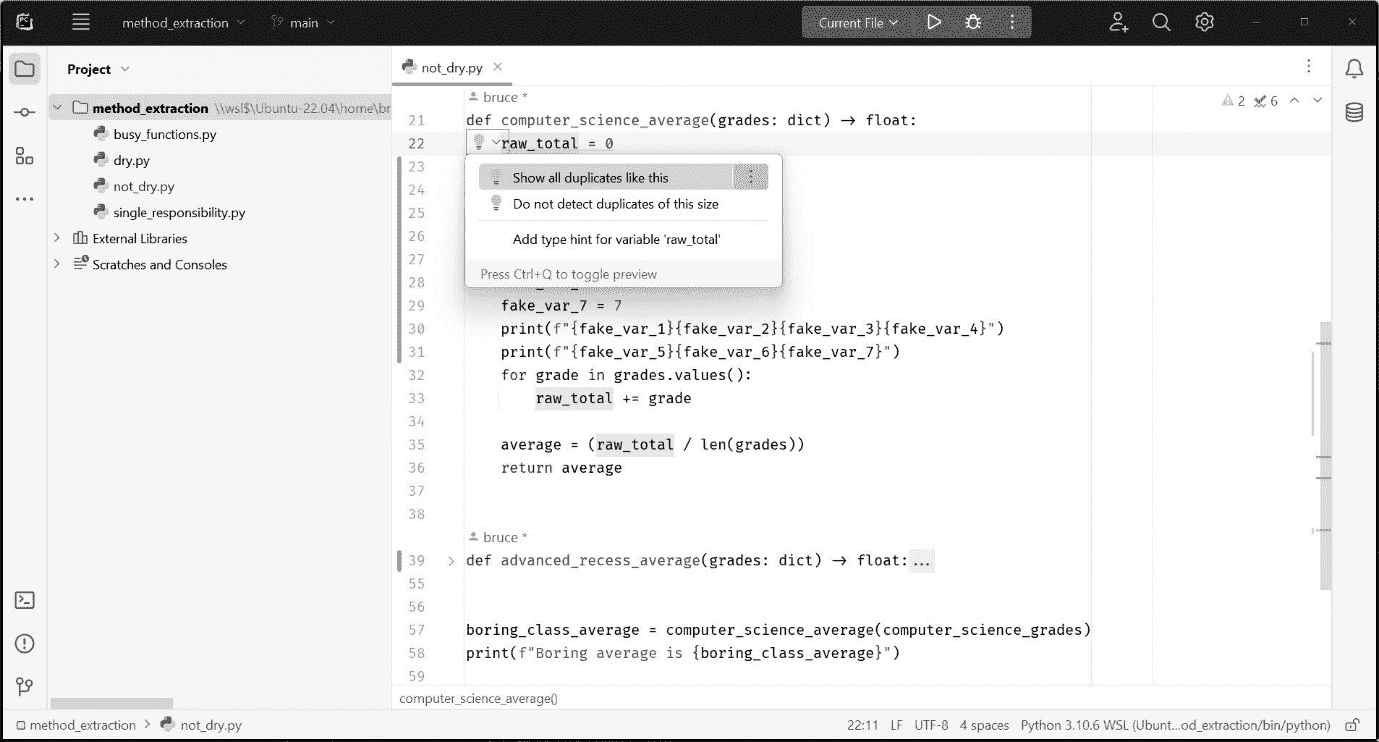 PC
method_extraction
main
Current File
Project
not_dry.py
method_extraction \\wsl$\Ubuntu-22.04\home\br
busy_functions.py
dry.py
not_dry.py
single_responsibility.py
External Libraries
Scratches and Consoles
bruce *
2 6
21 def computer_science_average(grades: dict) → float:
22 raw_total = 0
23
24
25
26
27
28
Show all duplicates like this
Do not detect duplicates of this size
Add type hint for variable 'raw_total'
Press Ctrl+Q to toggle preview
29 fake_var_7 = 7
30 print(f"{fake_var_1}{fake_var_2}{fake_var_3}{fake_var_4}")
31 print(f"{fake_var_5}{fake_var_6}{fake_var_7}")
32 for grade in grades.values():
33 raw_total += grade
34
35 average = (raw_total / len(grades))
36 return average
37
38
bruce *
39 def advanced_recess_average(grades: dict) → float:...
55
56
57 boring_class_average = computer_science_average(computer_science_grades)
58 print(f"Boring average is {boring_class_average}")
59
computer_science_average()
method_extraction > not_dry.py
22:11 LF UTF-8 4 spaces Python 3.10.6 WSL (Ubunt...od_extraction/bin/python)